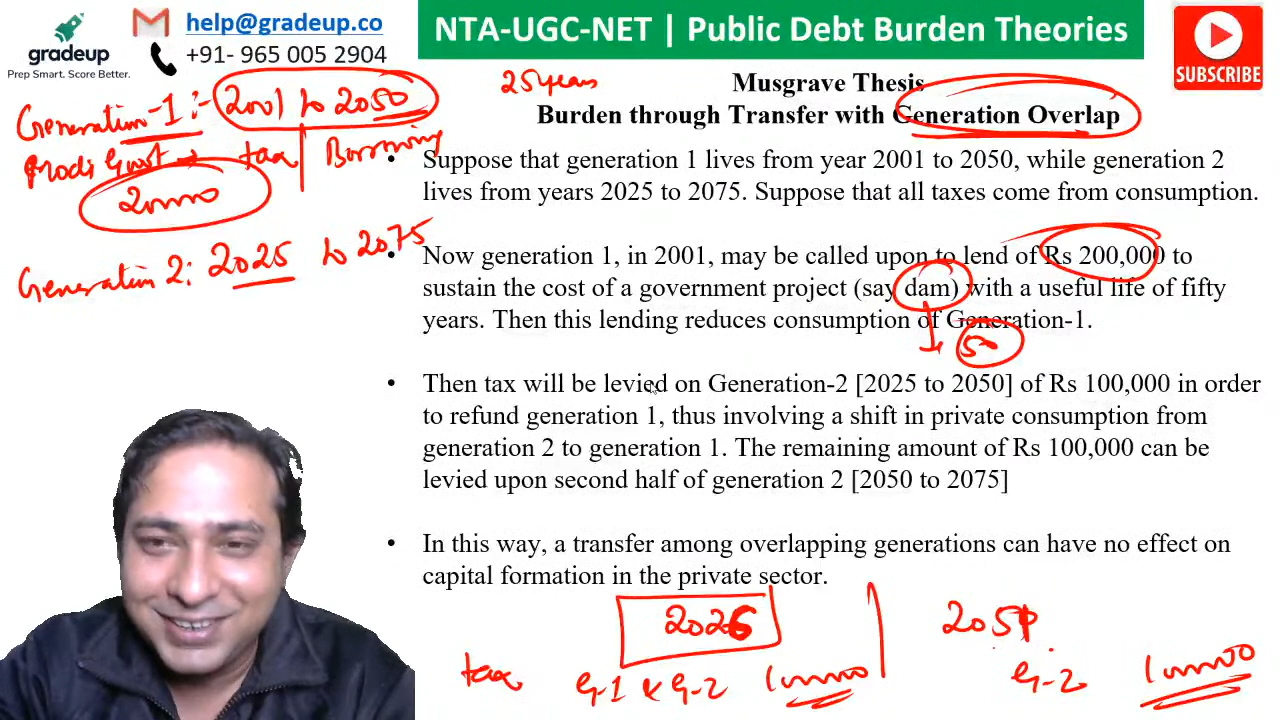 gradeup
Prep Smart. Score Better.
help@gradeup.co
+91- 965 005 2904
NTA-UGC-NET | Public Debt Burden Theories
SUBSCRIBE
25 years
Musgrave Thesis
Burden through Transfer with Generation Overlap
Generation-1 :- 2001 to 2050
Modi Govt → tax | Borrowing
Generation 2: 2025 to 2075
• Suppose that generation 1 lives from year 2001 to 2050, while generation 2
lives from years 2025 to 2075. Suppose that all taxes come from consumption.
• Now generation 1, in 2001, may be called upon to lend of Rs 200,000 to
sustain the cost of a government project (say dam) with a useful life of fifty
years. Then this lending reduces consumption of Generation-1.
50
• Then tax will be levied on Generation-2 [2025 to 2050] of Rs 100,000 in order
to refund generation 1, thus involving a shift in private consumption from
generation 2 to generation 1. The remaining amount of Rs 100,000 can be
levied upon second half of generation 2 [2050 to 2075]
• In this way, a transfer among overlapping generations can have no effect on
capital formation in the private sector.
2026
2051
tax G-1 & G-2 100000 G-2 100000